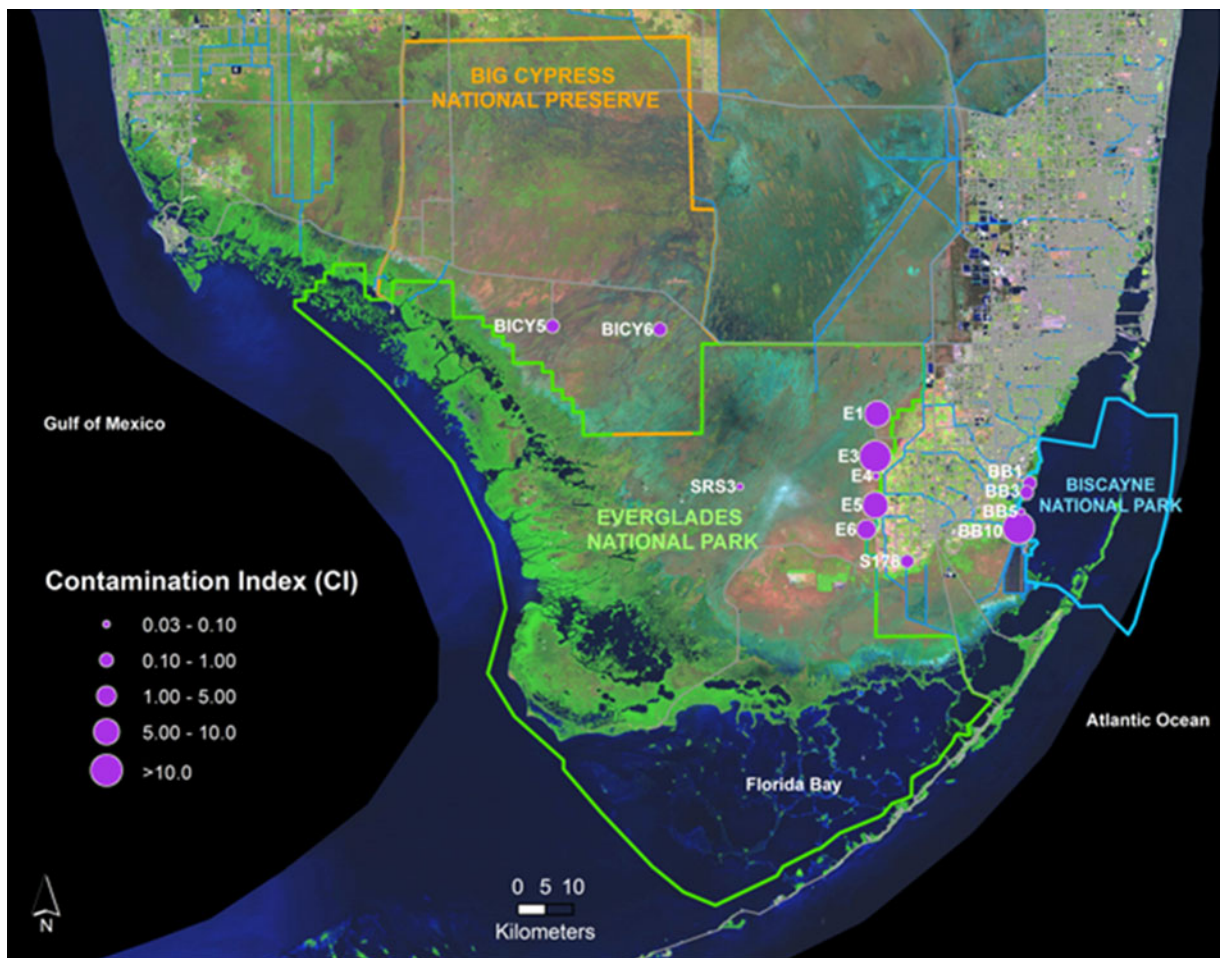 BIG CYPRESS
NATIONAL PRESERVE
BICY5
BICY6
Gulf of Mexico
E1
E3
E4
SRS3
E5
E6
EVERGLADES
NATIONAL PARK
BB1
BB3
BB5
BB10
BISCAYNE
NATIONAL PARK
Contamination Index (CI)
0.03 - 0.10
0.10 - 1.00
1.00 - 5.00
5.00 - 10.0
>10.0
Atlantic Ocean
Florida Bay
0 5 10
Kilometers
N